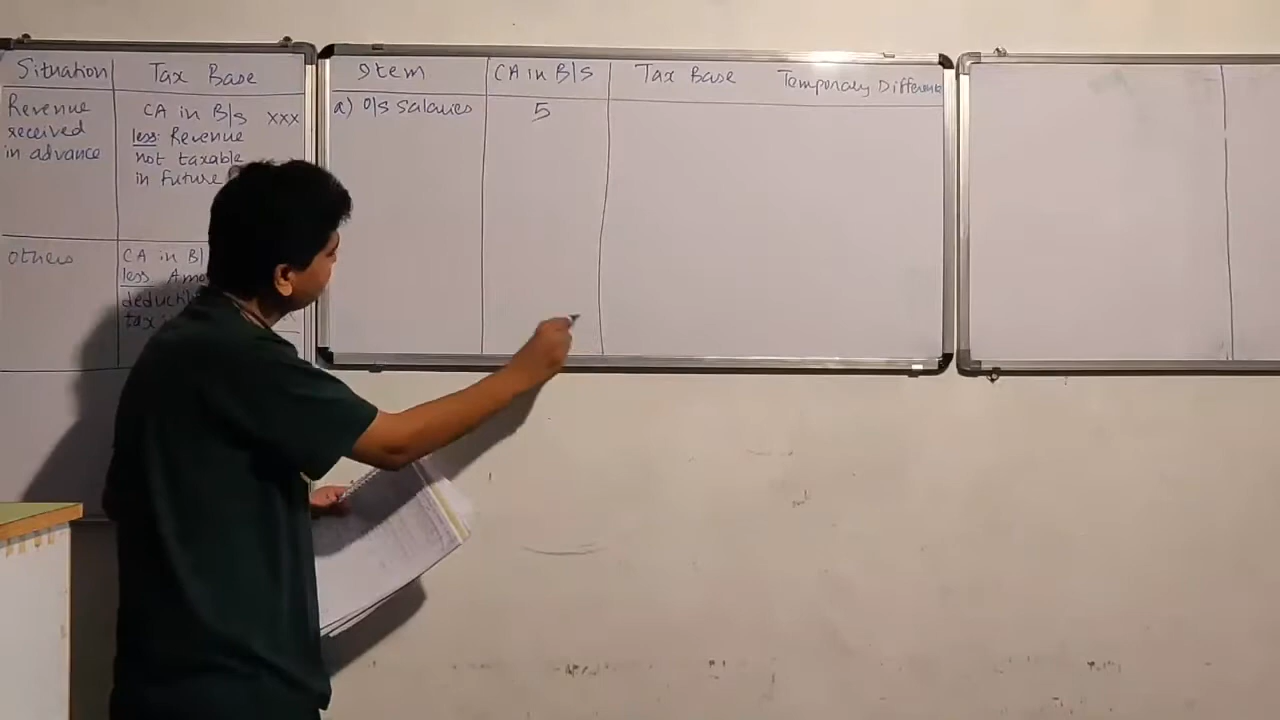 Situation Tax Base
Revenue
received
in advance
CA in B/s xxx
less: Revenue
not taxable
in future
Others
CA in B/
less Amo
deductib
tax
Item CA in B/S Tax Base Temporary Difference
a) O/S Salaries 5